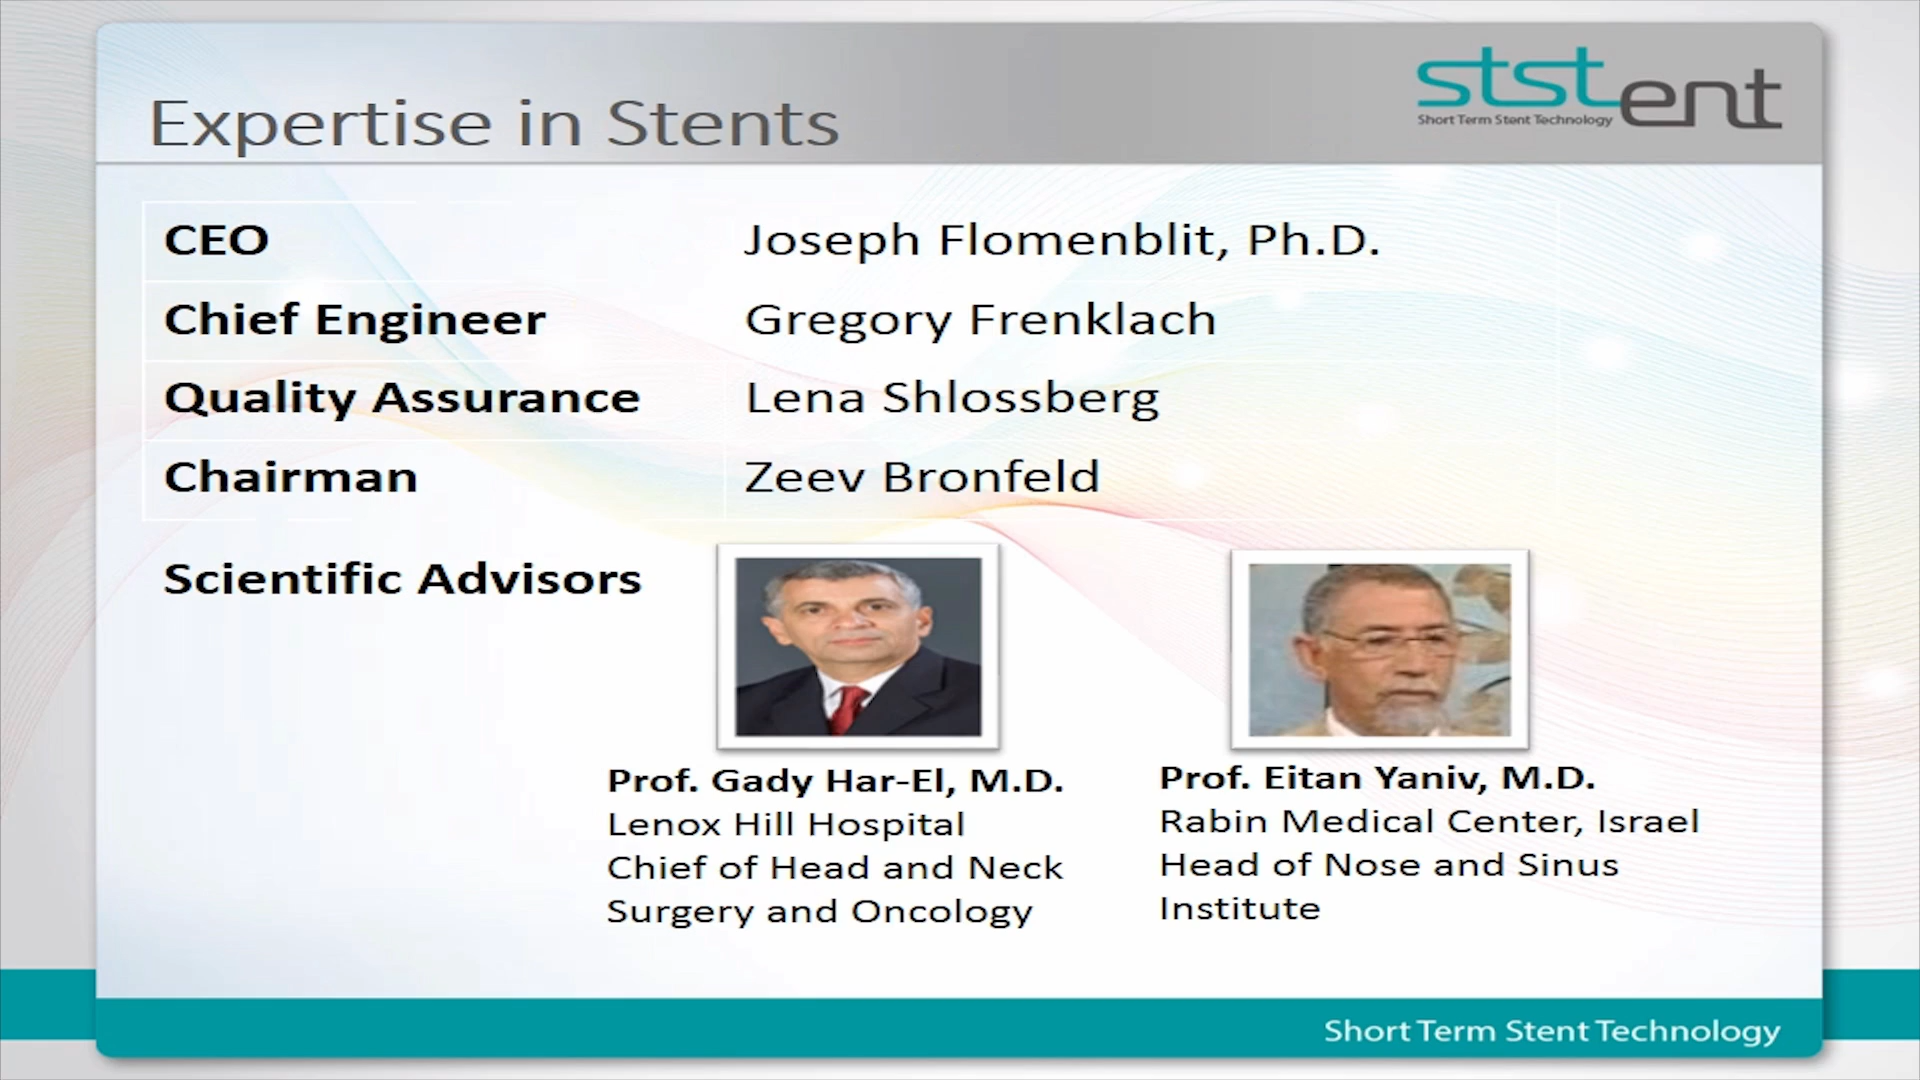 Expertise in Stents
ststent
Short Term Stent Technology
CEO Joseph Flomenblit, Ph.D.
Chief Engineer Gregory Frenklach
Quality Assurance Lena Shlossberg
Chairman Zeev Bronfeld
Scientific Advisors
Prof. Gady Har-El, M.D.
Lenox Hill Hospital
Chief of Head and Neck
Surgery and Oncology
Prof. Eitan Yaniv, M.D.
Rabin Medical Center, Israel
Head of Nose and Sinus
Institute
Short Term Stent Technology